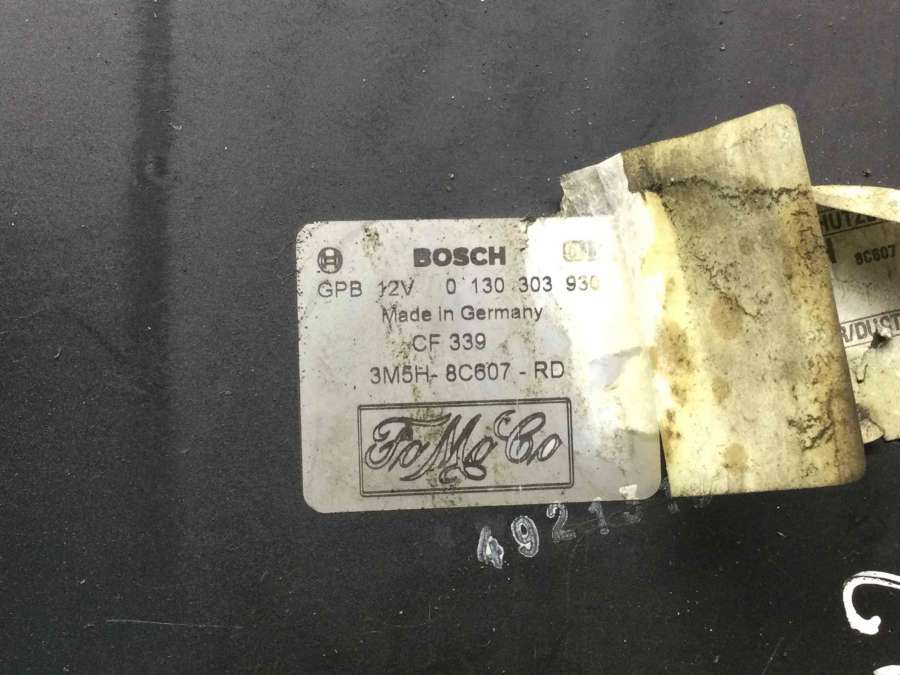 BOSCH
GPB 12V 0 130 303 930
Made in Germany
CF 339
3M5H- 8C607 - RD
FoMoCo
8C607